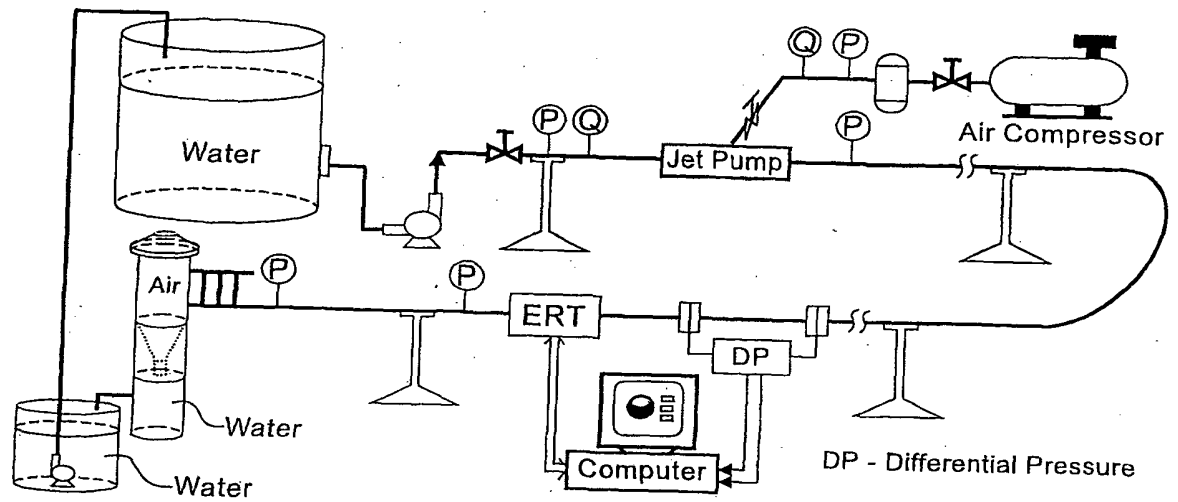 Q
P
P
Q
P
Air Compressor
Water
Jet Pump
Air
P
P
ERT
DP
Water
Computer
DP - Differential Pressure
Water